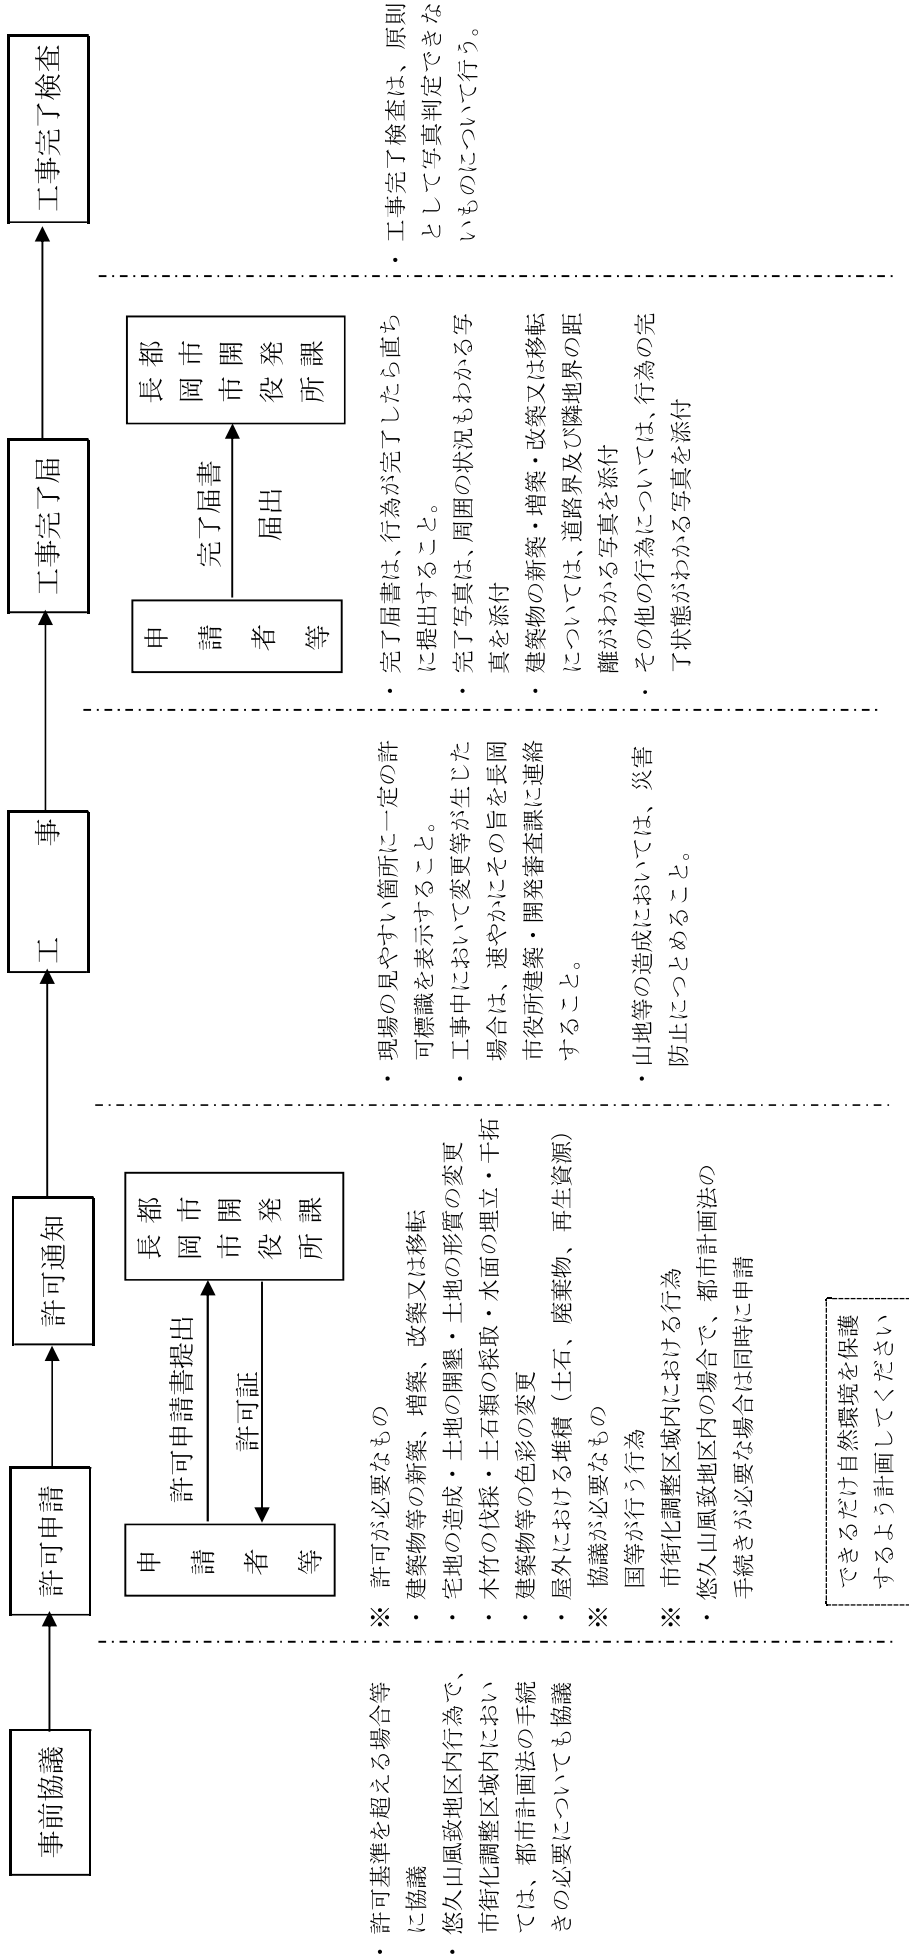 事前協議
許可申請
許可通知
工事
工事完了届
工事完了検査
・許可基準を超える場合等
に協議
・悠久山風致地区内行為で、
市街化調整区域内におい
ては、都市計画法の手続
きの必要についても協議
申請者等
許可申請書提出
許可証
長岡市役所
都市開発課
※ 許可が必要なもの
・建築物等の新築、増築、改築又は移転
・宅地の造成・土地の開墾・土地の形質の変更
・木竹の伐採・土石類の採取・水面の埋立・干拓
・建築物等の色彩の変更
・屋外における堆積（土石、廃棄物、再生資源）
※ 協議が必要なもの
国等が行う行為
※ 市街化調整区域内における行為
・悠久山風致地区内の場合で、都市計画法の
手続きが必要な場合は同時に申請
できるだけ自然環境を保護
するよう計画してください
・現場の見やすい箇所に一定の許
可標識を表示すること。
・工事中において変更等が生じた
場合は、速やかにその旨を長岡
市役所建築・開発審査課に連絡
すること。
・山地等の造成においては、災害
防止につとめること。
申請者等
完了届書
届出
長岡市役所
都市開発課
・完了届書は、行為が完了したら直ち
に提出すること。
・完了写真は、周囲の状況もわかる写
真を添付
・建築物の新築・増築・改築又は移転
については、道路界及び隣地界の距
離がわかる写真を添付
・その他の行為については、行為の完
了状態がわかる写真を添付
・工事完了検査は、原則
として写真判定できな
いものについて行う。